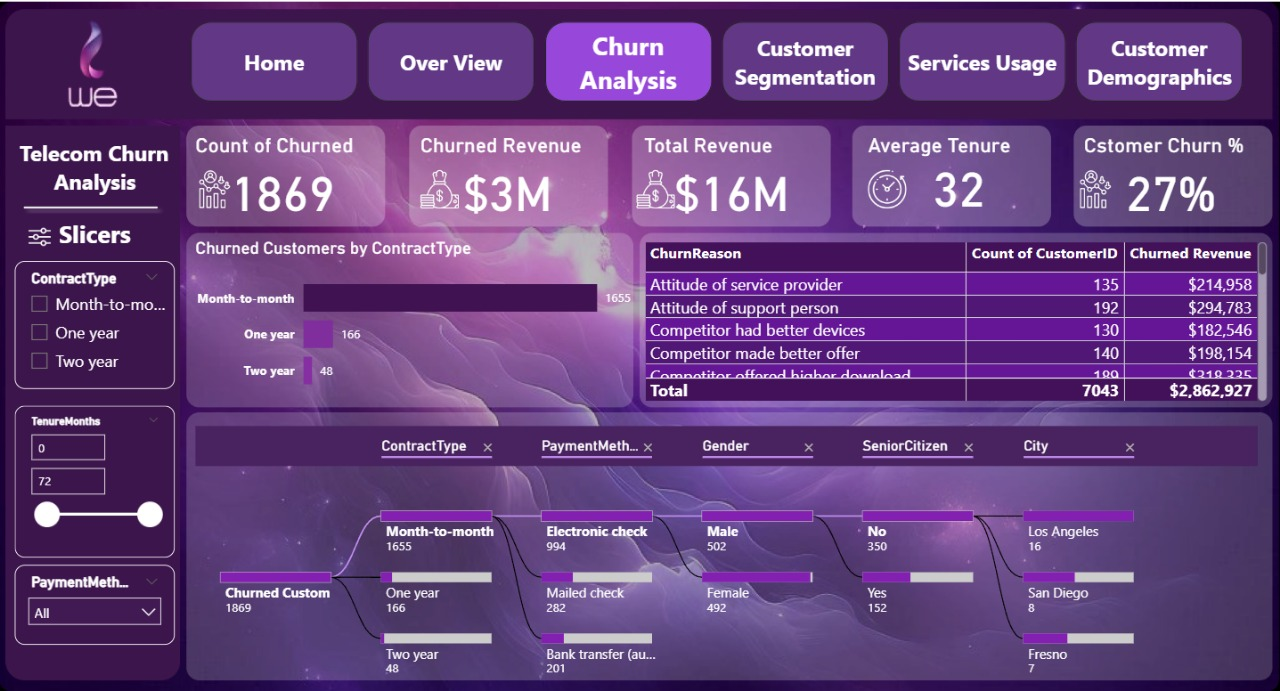 we
Home
Over View
Churn
Analysis
Customer
Segmentation
Services Usage
Customer
Demographics
Telecom Churn
Analysis
Slicers
ContractType
Month-to-mo...
One year
Two year
TenureMonths
0
72
PaymentMeth...
All
Count of Churned
1869
Churned Revenue
$3M
Total Revenue
$16M
Average Tenure
32
Cstomer Churn %
27%
Churned Customers by ContractType
Month-to-month 1655
One year 166
Two year 48
ChurnReason Count of CustomerID Churned Revenue
Attitude of service provider 135 $214,958
Attitude of support person 192 $294,783
Competitor had better devices 130 $182,546
Competitor made better offer 140 $198,154
Competitor offered higher download 189 $318,335
Total 7043 $2,862,927
ContractType × PaymentMeth... × Gender × SeniorCitizen × City ×
Month-to-month Electronic check Male No Los Angeles
1655 994 502 350 16
Churned Custom One year Mailed check Female Yes San Diego
1869 166 282 492 152 8
Two year Bank transfer (au... Fresno
48 201 7